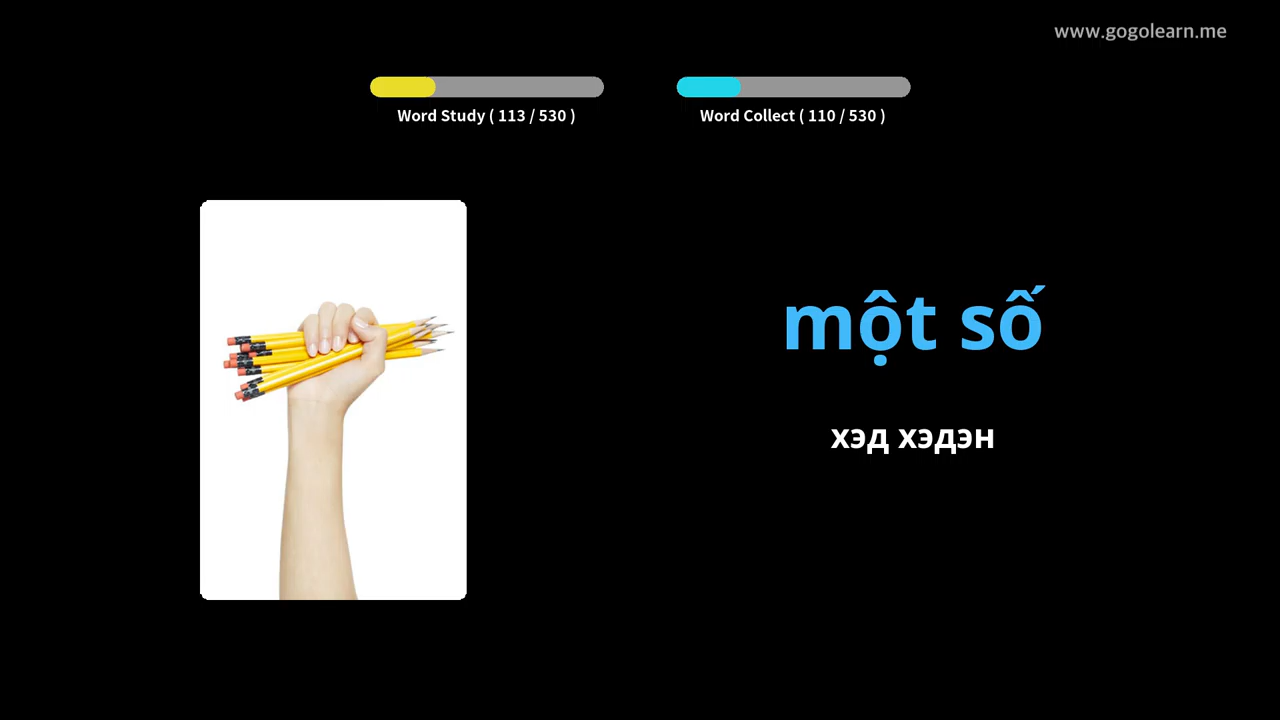 www.gogolearn.me
Word Study ( 113 / 530 )
Word Collect ( 110 / 530 )
một số
хэд хэдэн